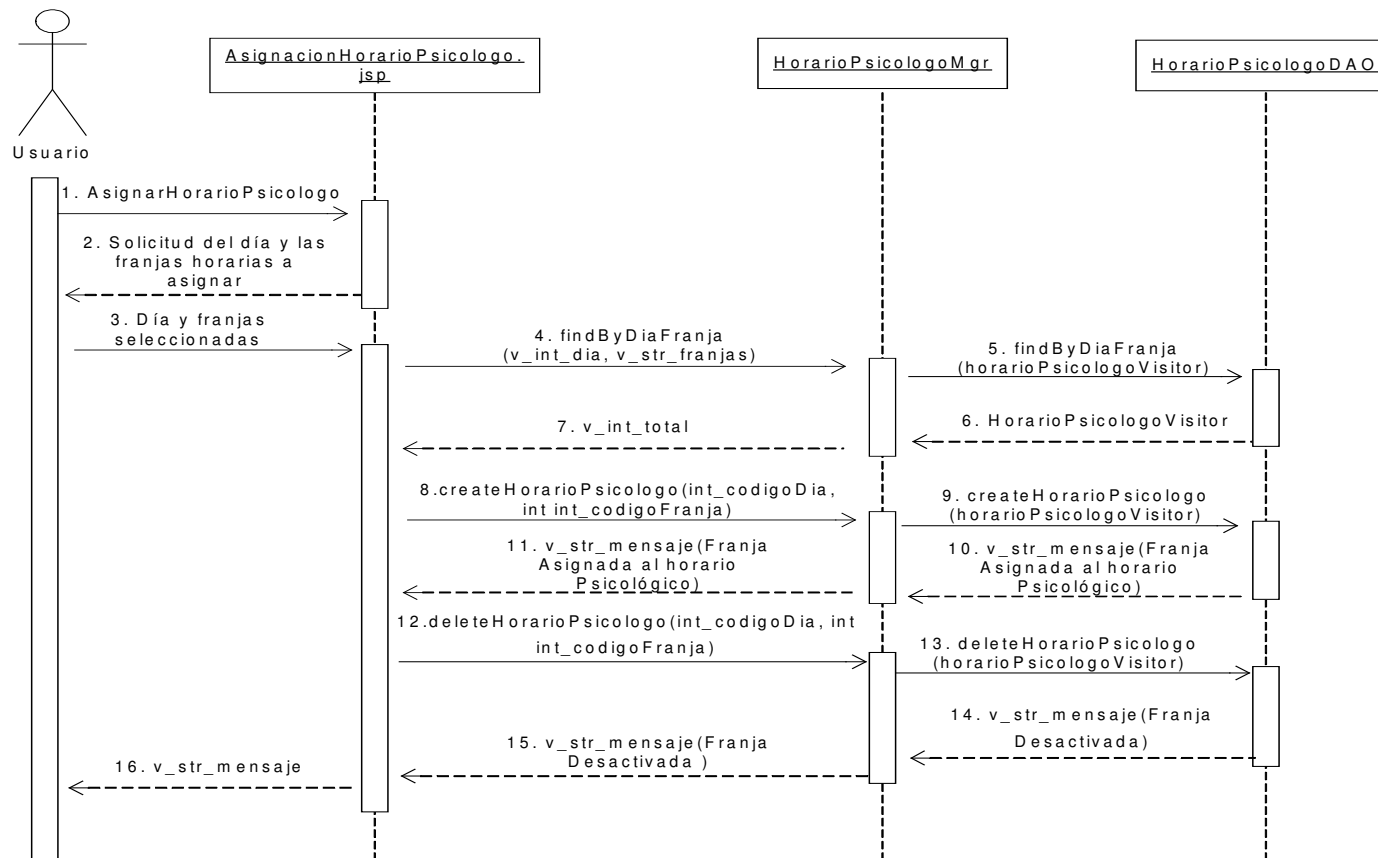 AsignacionHorarioPsicologo.
jsp
HorarioPsicologoMgr
HorarioPsicologoDAO
Usuario
1. AsignarHorarioPsicologo
2. Solicitud del día y las
franjas horarias a
asignar
3. Día y franjas
seleccionadas
4. findByDiaFranja
(v_int_dia, v_str_franjas)
5. findByDiaFranja
(horarioPsicologoVisitor)
6. HorarioPsicologoVisitor
7. v_int_total
8.createHorarioPsicologo(int_codigoDia,
int int_codigoFranja)
9. createHorarioPsicologo
(horarioPsicologoVisitor)
10. v_str_mensaje(Franja
Asignada al horario
Psicológico)
11. v_str_mensaje(Franja
Asignada al horario
Psicológico)
12.deleteHorarioPsicologo(int_codigoDia, int
int_codigoFranja)
13. deleteHorarioPsicologo
(horarioPsicologoVisitor)
14. v_str_mensaje(Franja
Desactivada)
15. v_str_mensaje(Franja
Desactivada )
16. v_str_mensaje